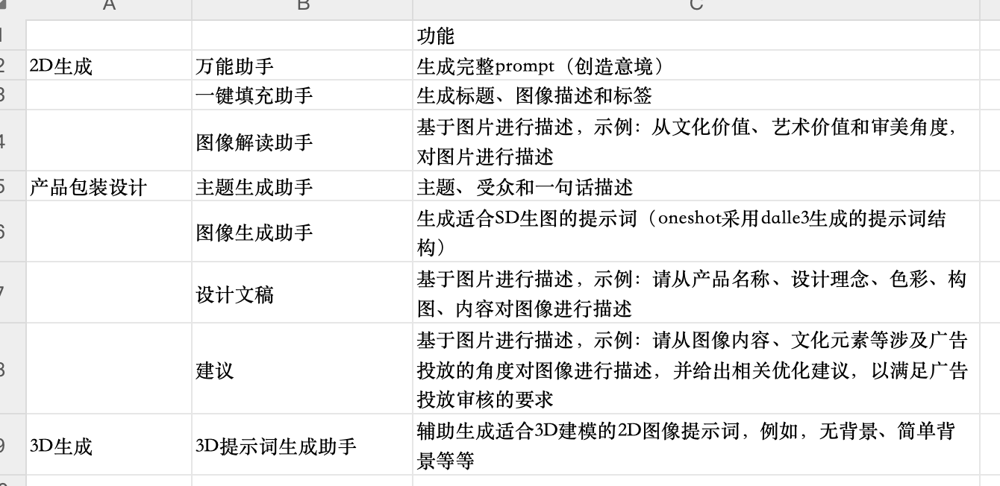 A B C
1 功能
2 2D生成 万能助手 生成完整prompt（创造意境）
3 一键填充助手 生成标题、图像描述和标签
4 图像解读助手 基于图片进行描述，示例：从文化价值、艺术价值和审美角度，
对图片进行描述
5 产品包装设计 主题生成助手 主题、受众和一句话描述
6 图像生成助手 生成适合SD生图的提示词（oneshot采用dalle3生成的提示词结
构）
7 设计文稿 基于图片进行描述，示例：请从产品名称、设计理念、色彩、构
图、内容对图像进行描述
8 建议 基于图片进行描述，示例：请从图像内容、文化元素等涉及广告
投放的角度对图像进行描述，并给出相关优化建议，以满足广告
投放审核的要求
9 3D生成 3D提示词生成助手 辅助生成适合3D建模的2D图像提示词，例如，无背景、简单背
景等等